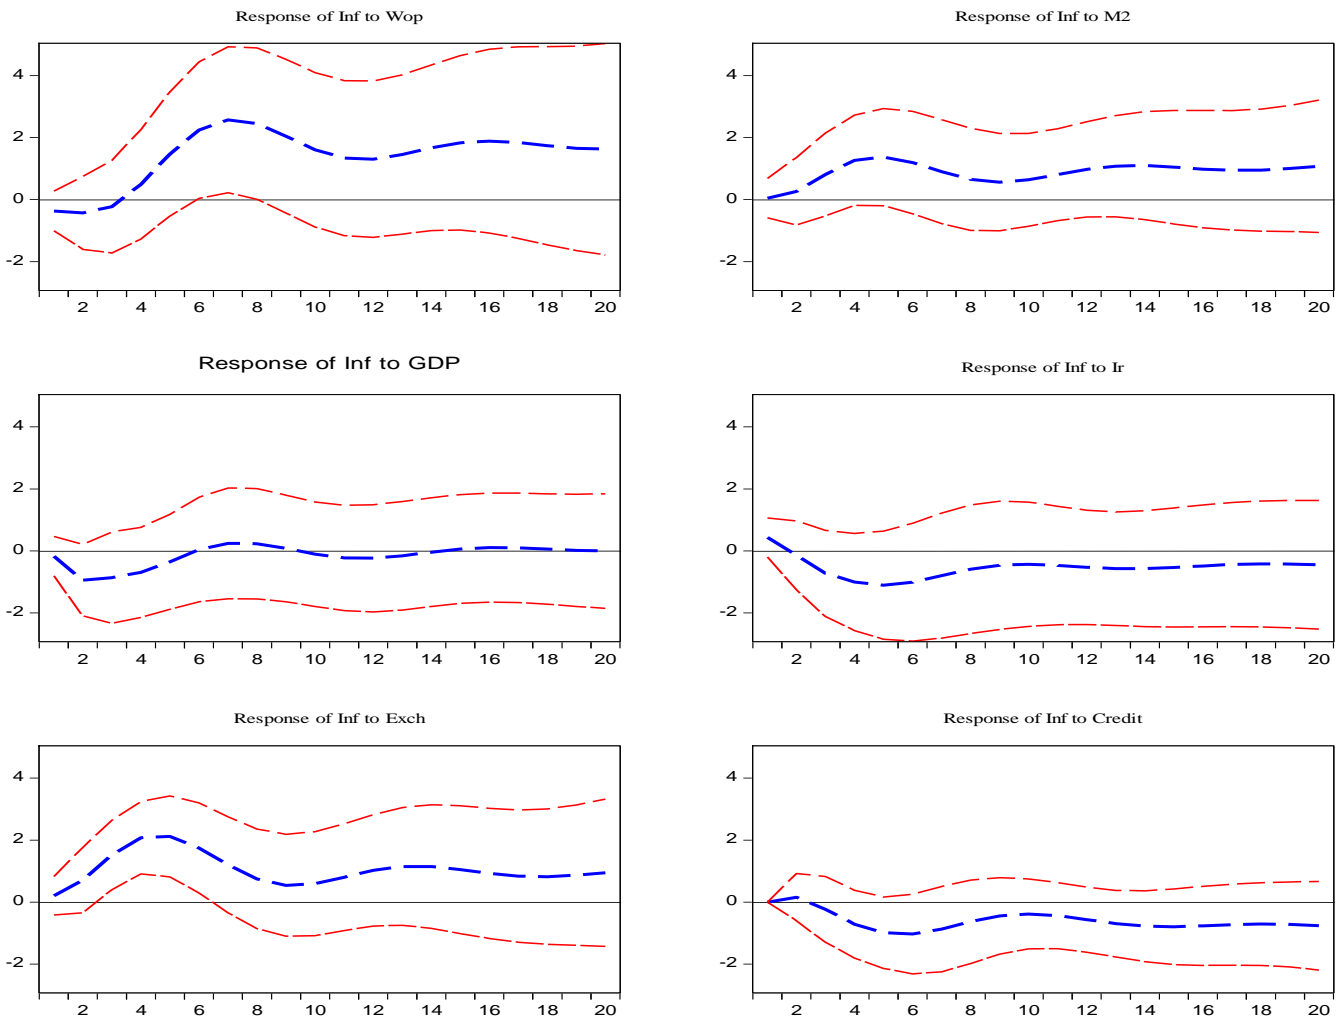 Response of Inf to Wop
4
2
0
-2
2 4 6 8 10 12 14 16 18 20
Response of Inf to M2
4
2
0
-2
2 4 6 8 10 12 14 16 18 20
Response of Inf to GDP
4
2
0
-2
2 4 6 8 10 12 14 16 18 20
Response of Inf to Ir
4
2
0
-2
2 4 6 8 10 12 14 16 18 20
Response of Inf to Exch
4
2
0
-2
2 4 6 8 10 12 14 16 18 20
Response of Inf to Credit
4
2
0
-2
2 4 6 8 10 12 14 16 18 20